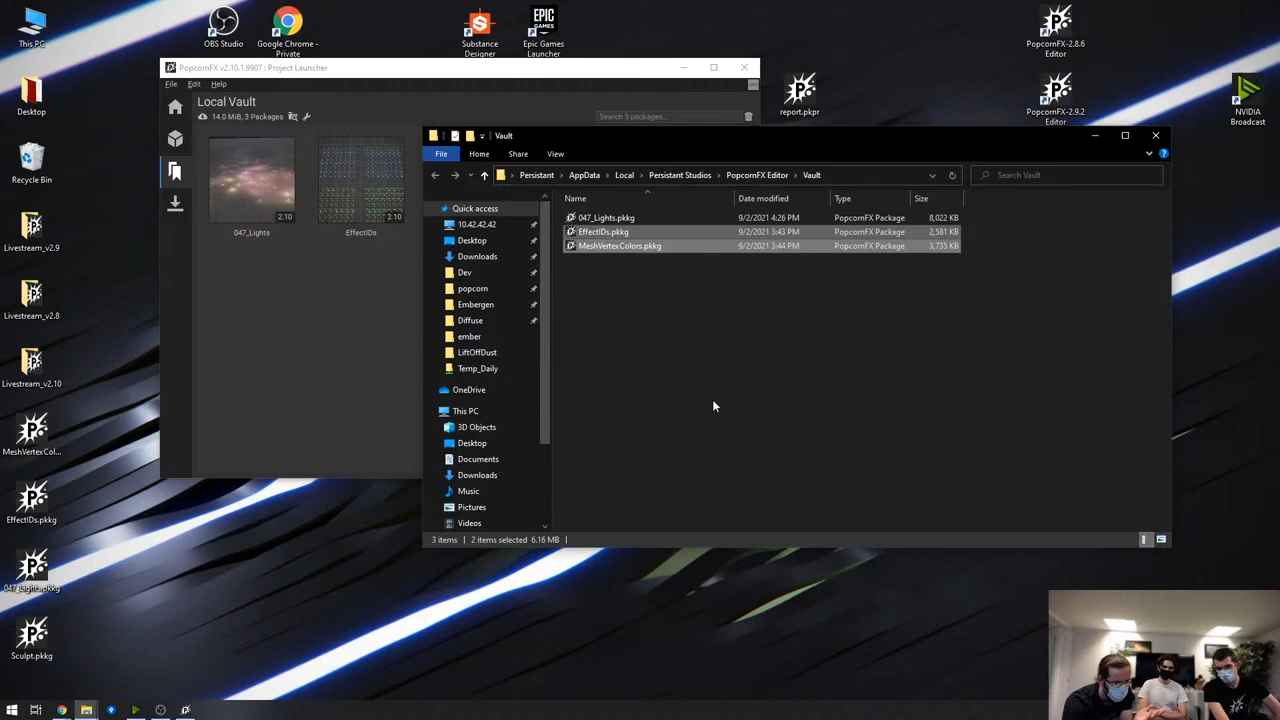 This PC
OBS Studio
Google Chrome -
Private
Substance
Designer
EPIC
GAMES
Epic Games
Launcher
PopcornFX-2.8.6
Editor
Desktop
report.pkpr
PopcornFX-2.9.2
Editor
NVIDIA
Broadcast
Recycle Bin
Livestream_v2.9
Livestream_v2.8
Livestream_v2.10
MeshVertexCol...
EffectIDs.pkkg
047_Lights.pkkg
Sculpt.pkkg
PopcornFX v2.10.1.9907 : Project Launcher
File Edit Help
Local Vault
14.0 MiB, 3 Packages
Search 3 packages...
2.10
2.10
047_Lights
EffectIDs
Vault
File Home Share View
Persistant > AppData > Local > Persistant Studios > PopcornFX Editor > Vault
Search Vault
Quick access
10.42.42.42
Desktop
Downloads
Dev
popcorn
Embergen
Diffuse
ember
LiftOffDust
Temp_Daily
OneDrive
This PC
3D Objects
Desktop
Documents
Downloads
Music
Pictures
Videos
Name Date modified Type Size
047_Lights.pkkg 9/2/2021 4:26 PM PopcornFX Package 8,022 KB
EffectIDs.pkkg 9/2/2021 3:43 PM PopcornFX Package 2,581 KB
MeshVertexColors.pkkg 9/2/2021 3:44 PM PopcornFX Package 3,735 KB
3 items 2 items selected 6.16 MB